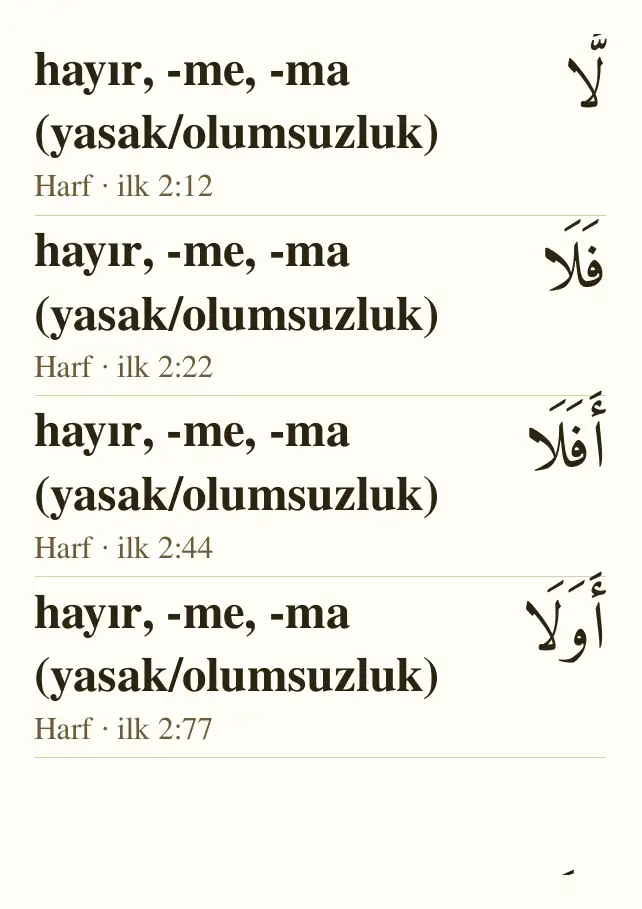 hayır, -me, -ma لَّا
(yasak/olumsuzluk)
Harf · ilk 2:12
hayır, -me, -ma فَلَا
(yasak/olumsuzluk)
Harf · ilk 2:22
hayır, -me, -ma أَفَلَا
(yasak/olumsuzluk)
Harf · ilk 2:44
hayır, -me, -ma أَوَلَا
(yasak/olumsuzluk)
Harf · ilk 2:77